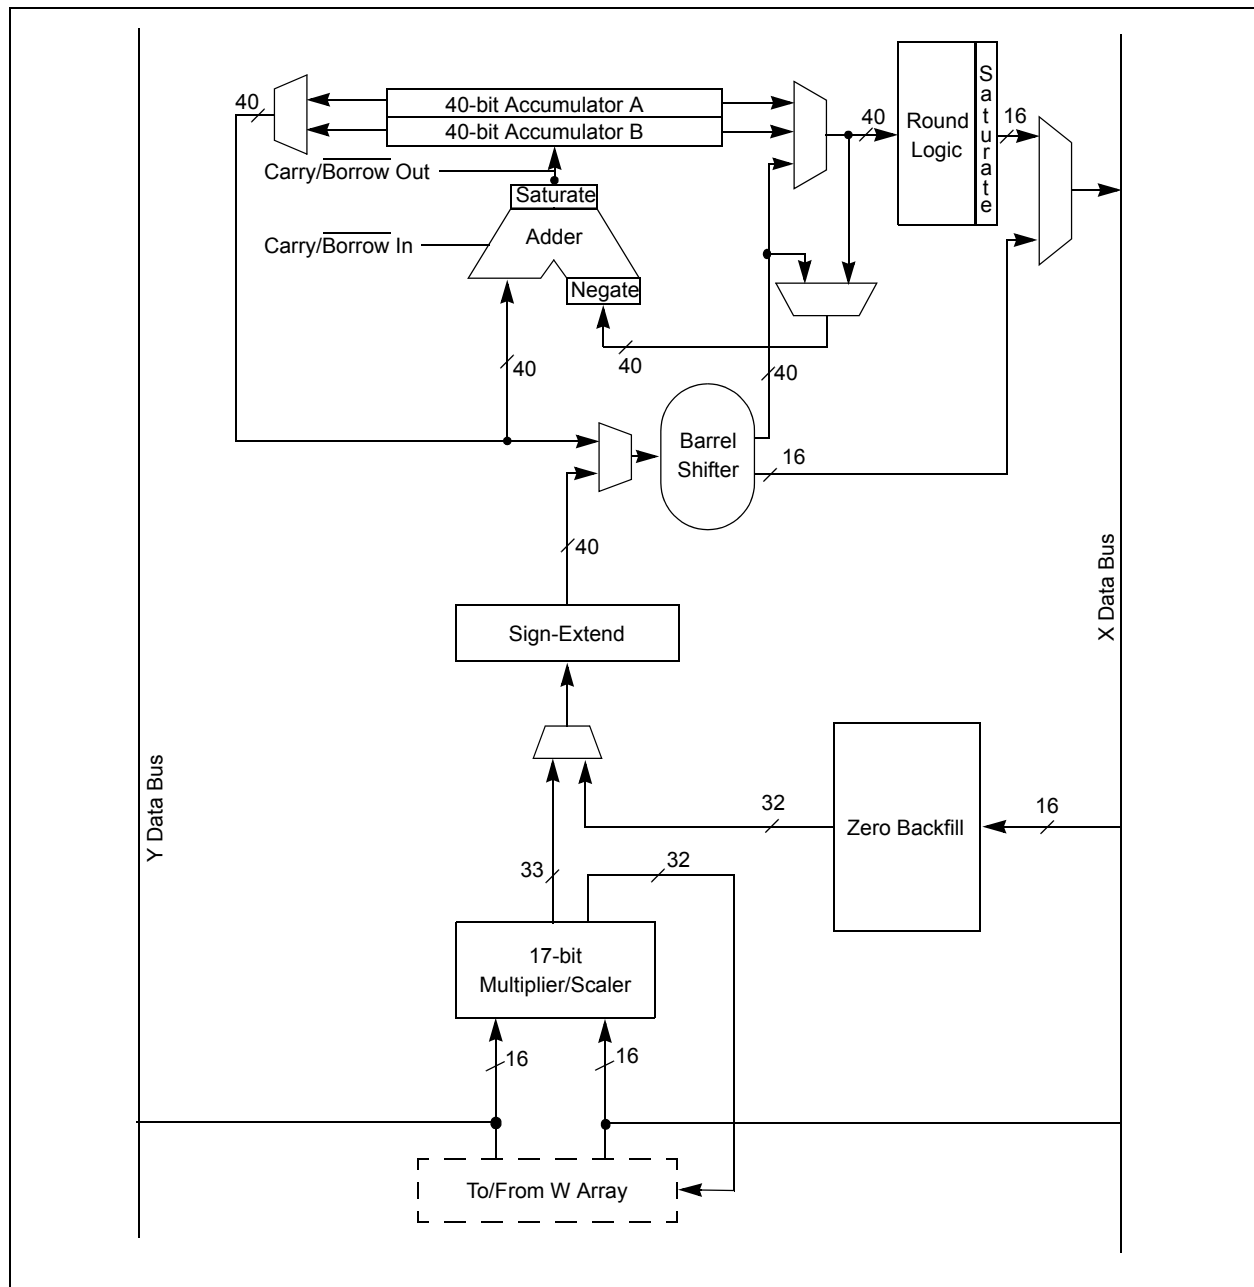 40
40-bit Accumulator A
40-bit Accumulator B
Carry/Borrow Out
Saturate
Carry/Borrow In
Adder
Negate
40
Round
Logic
Saturate
16
40
40
40
Barrel
Shifter
16
40
Sign-Extend
X Data Bus
Y Data Bus
32
Zero Backfill
16
33
32
17-bit
Multiplier/Scaler
16
16
To/From W Array